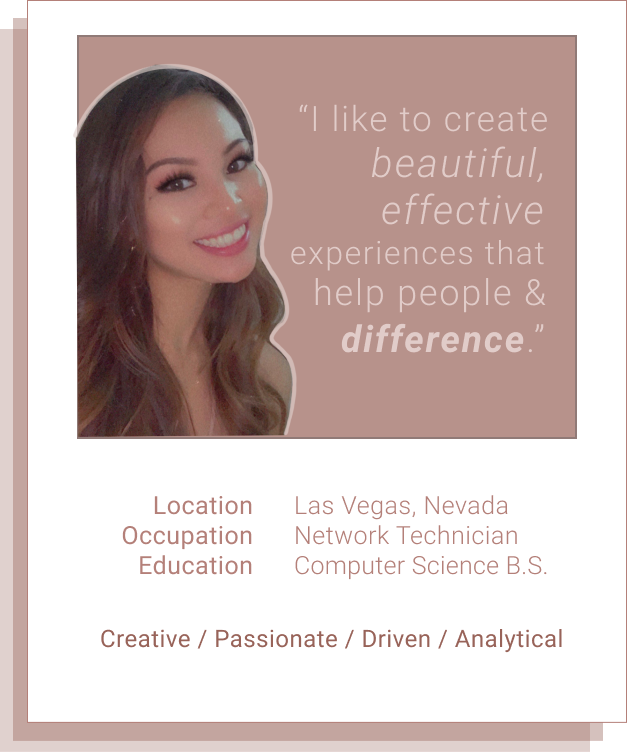 “I like to create
beautiful,
effective
experiences that
help people &
difference.”
Location Las Vegas, Nevada
Occupation Network Technician
Education Computer Science B.S.
Creative / Passionate / Driven / Analytical